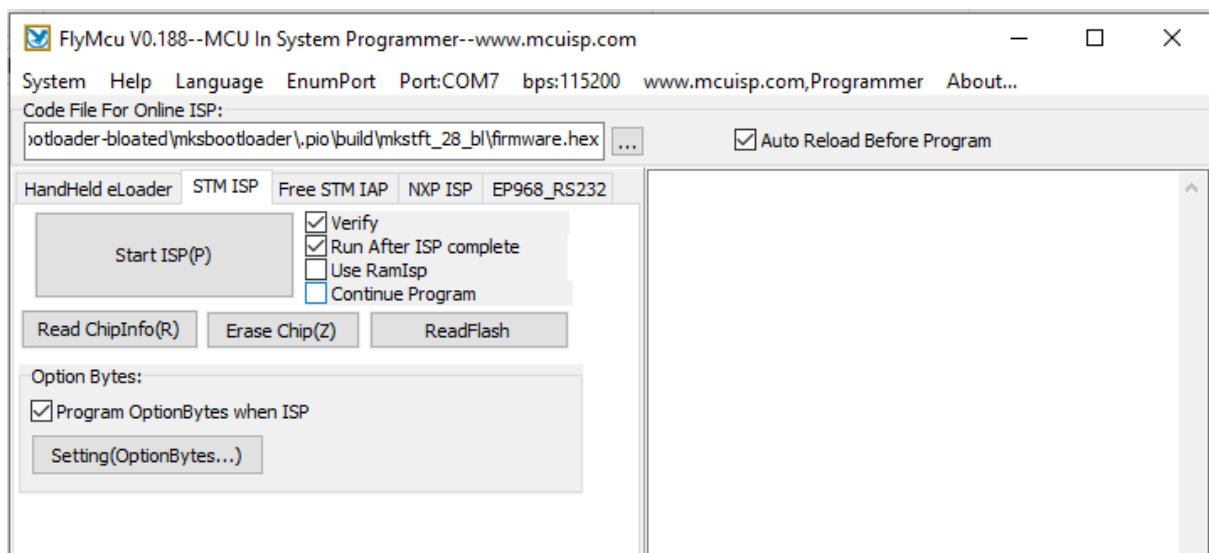 FlyMcu V0.188--MCU In System Programmer--www.mcuisp.com
System Help Language EnumPort Port:COM7 bps:115200 www.mcuisp.com,Programmer About...
Code File For Online ISP:
ootloader-bloated\mksbootloader\.pio\build\mkstft_28_bl\firmware.hex ... Auto Reload Before Program
HandHeld eLoader STM ISP Free STM IAP NXP ISP EP968_RS232
Start ISP(P)
Verify
Run After ISP complete
Use RamIsp
Continue Program
Read ChipInfo(R) Erase Chip(Z) ReadFlash
Option Bytes:
Program OptionBytes when ISP
Setting(OptionBytes...)